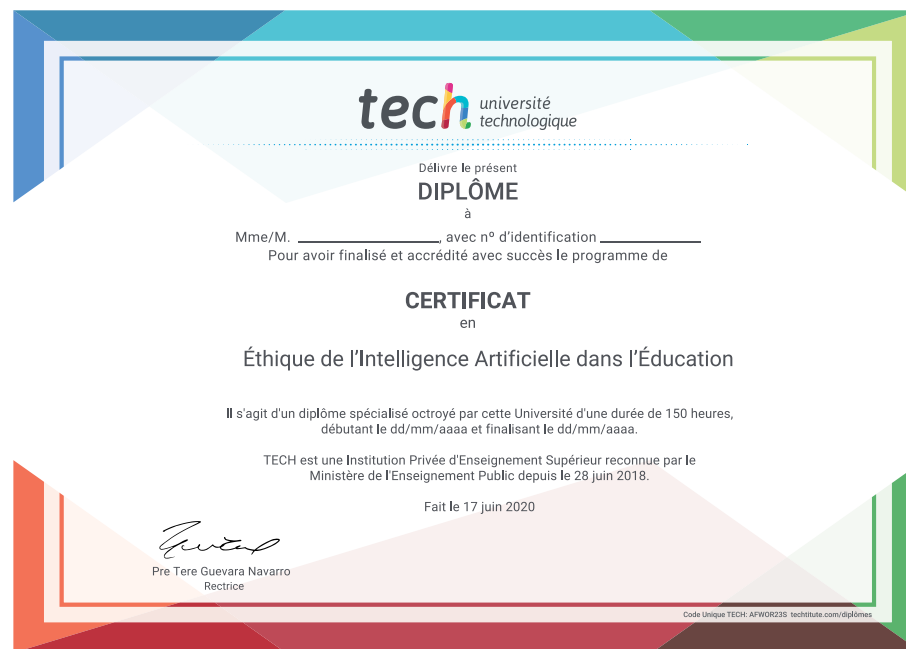 tech université
technologique
Délivre le présent
DIPLÔME
à
Mme/M. ____________________, avec nº d'identification ______________
Pour avoir finalisé et accrédité avec succès le programme de
CERTIFICAT
en
Éthique de l'Intelligence Artificielle dans l'Éducation
Il s'agit d'un diplôme spécialisé octroyé par cette Université d'une durée de 150 heures,
débutant le dd/mm/aaaa et finalisant le dd/mm/aaaa.
TECH est une Institution Privée d'Enseignement Supérieur reconnue par le
Ministère de l'Enseignement Public depuis le 28 juin 2018.
Fait le 17 juin 2020
Pre Tere Guevara Navarro
Rectrice
Code Unique TECH: AFWOR23S techtitute.com/diplômes